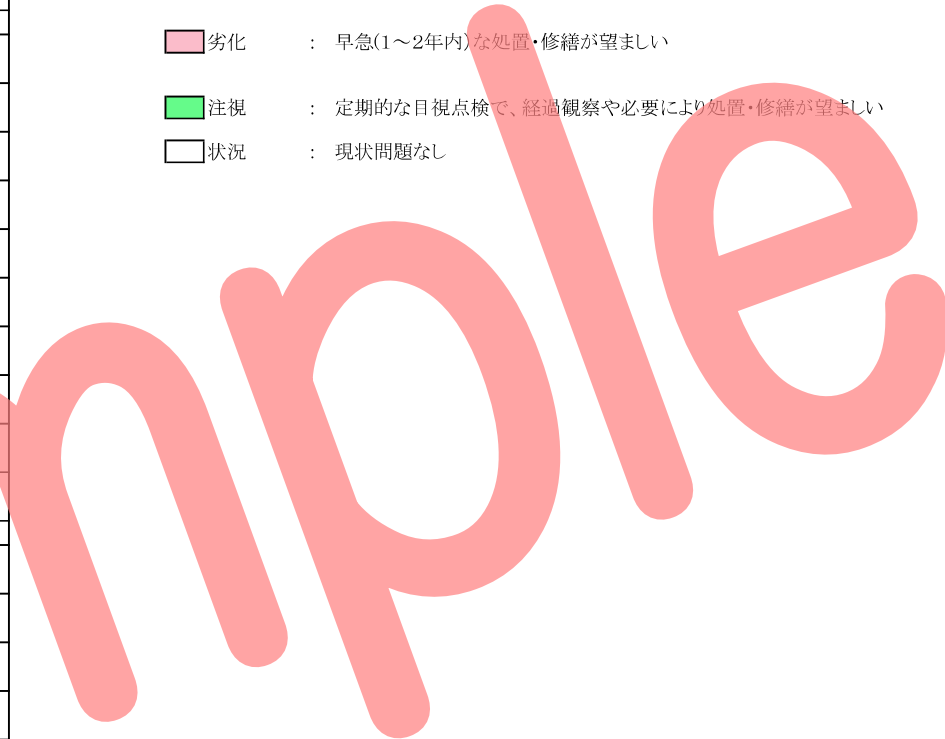 劣化 : 早急(1～2年内)な処置・修繕が望ましい
注視 : 定期的な目視点検で、経過観察や必要により処置・修繕が望ましい
状況 : 現状問題なし
mple